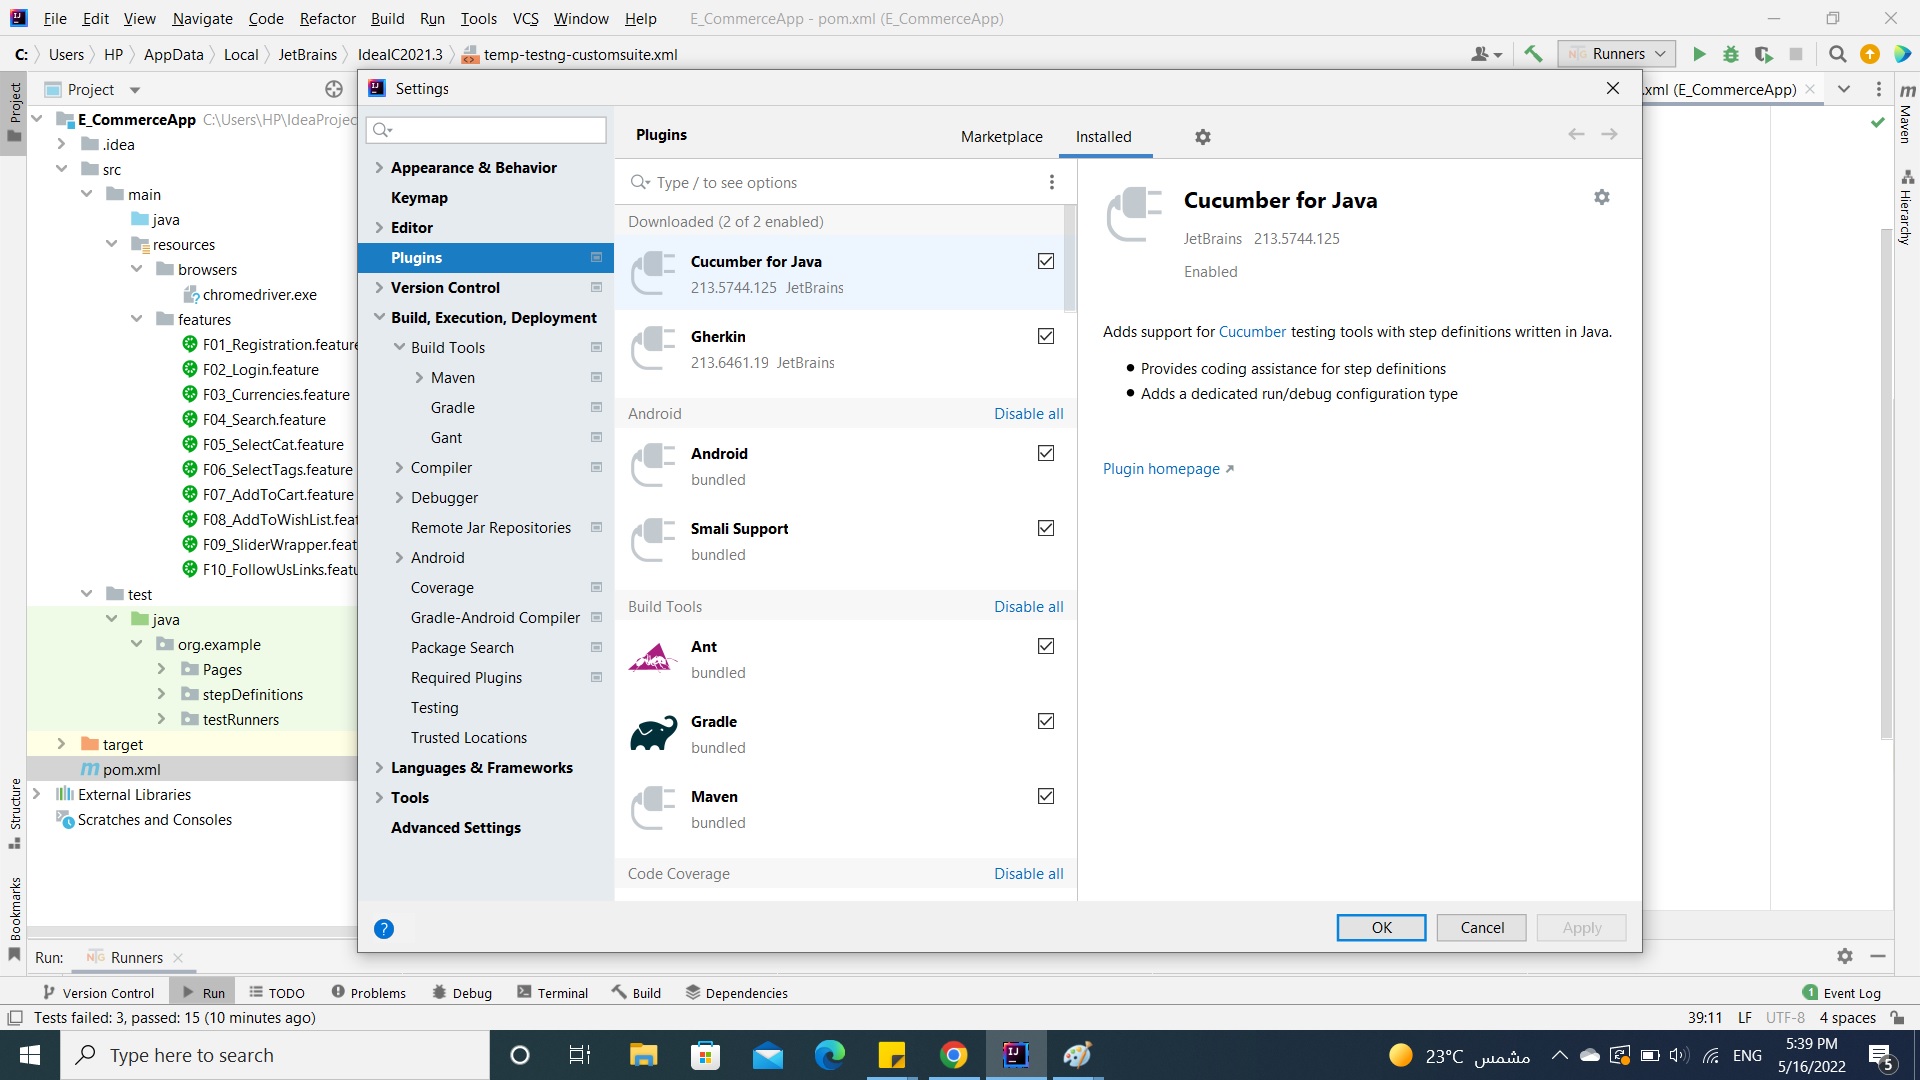 File Edit View Navigate Code Refactor Build Run Tools VCS Window Help E_CommerceApp - pom.xml (E_CommerceApp)
C: Users HP AppData Local JetBrains IdeaIC2021.3 temp-testng-customsuite.xml Runners
Project
.xml (E_CommerceApp)
E_CommerceApp C:\Users\HP\IdeaProjec
.idea
src
main
java
resources
browsers
chromedriver.exe
features
F01_Registration.feature
F02_Login.feature
F03_Currencies.feature
F04_Search.feature
F05_SelectCat.feature
F06_SelectTags.feature
F07_AddToCart.feature
F08_AddToWishList.feat
F09_SliderWrapper.feat
F10_FollowUsLinks.featu
test
java
org.example
Pages
stepDefinitions
testRunners
target
pom.xml
External Libraries
Scratches and Consoles
Project
Structure
Bookmarks
Maven
Hierarchy
Settings
Appearance & Behavior
Keymap
Editor
Plugins
Version Control
Build, Execution, Deployment
Build Tools
Maven
Gradle
Gant
Compiler
Debugger
Remote Jar Repositories
Android
Coverage
Gradle-Android Compiler
Package Search
Required Plugins
Testing
Trusted Locations
Languages & Frameworks
Tools
Advanced Settings
Plugins Marketplace Installed
Type / to see options
Downloaded (2 of 2 enabled)
Cucumber for Java
213.5744.125 JetBrains
Gherkin
213.6461.19 JetBrains
Android Disable all
Android
bundled
Smali Support
bundled
Build Tools Disable all
Ant
bundled
Gradle
bundled
Maven
bundled
Code Coverage Disable all
Cucumber for Java
JetBrains 213.5744.125
Enabled
Adds support for Cucumber testing tools with step definitions written in Java.
Provides coding assistance for step definitions
Adds a dedicated run/debug configuration type
Plugin homepage
? OK Cancel Apply
Run: Runners
Version Control Run TODO Problems Debug Terminal Build Dependencies 1 Event Log
Tests failed: 3, passed: 15 (10 minutes ago) 39:11 LF UTF-8 4 spaces
Type here to search 23°C مشمس ENG 5:39 PM
5/16/2022 5